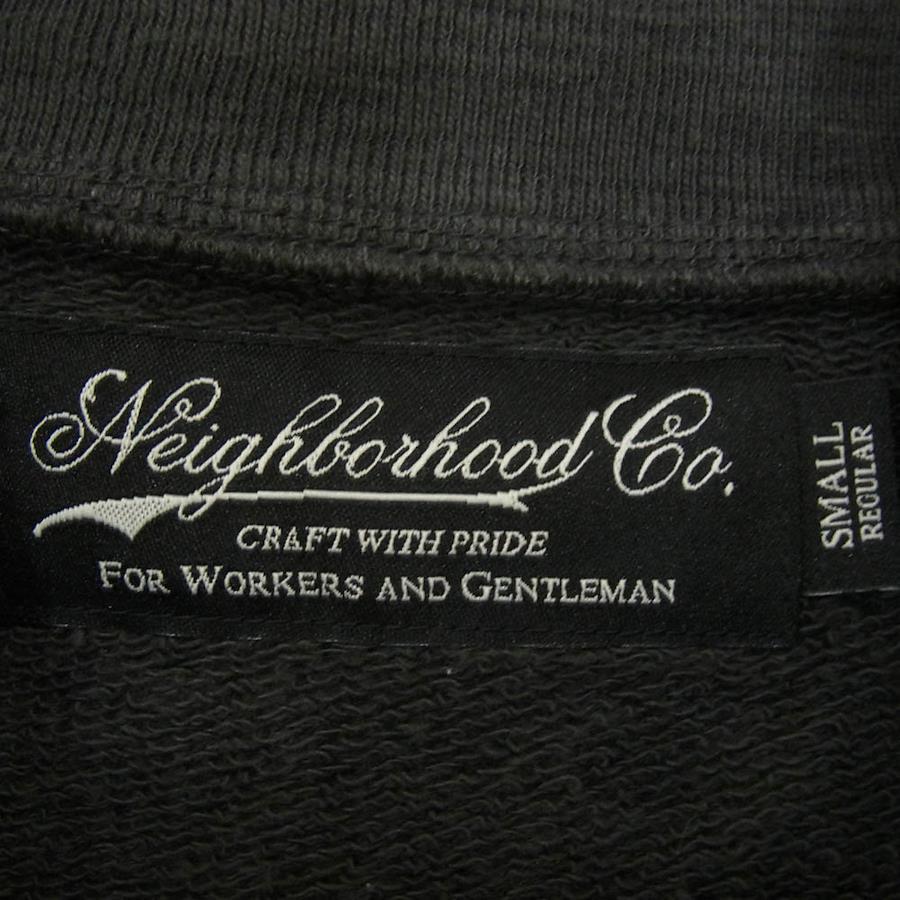 Neighborhood Co.
CRAFT WITH PRIDE
FOR WORKERS AND GENTLEMAN
SMALL
REGULAR